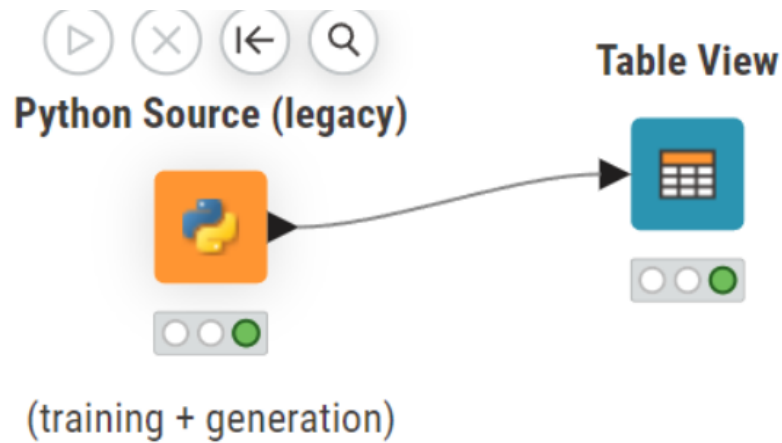 Table View
Python Source (legacy)
(training + generation)